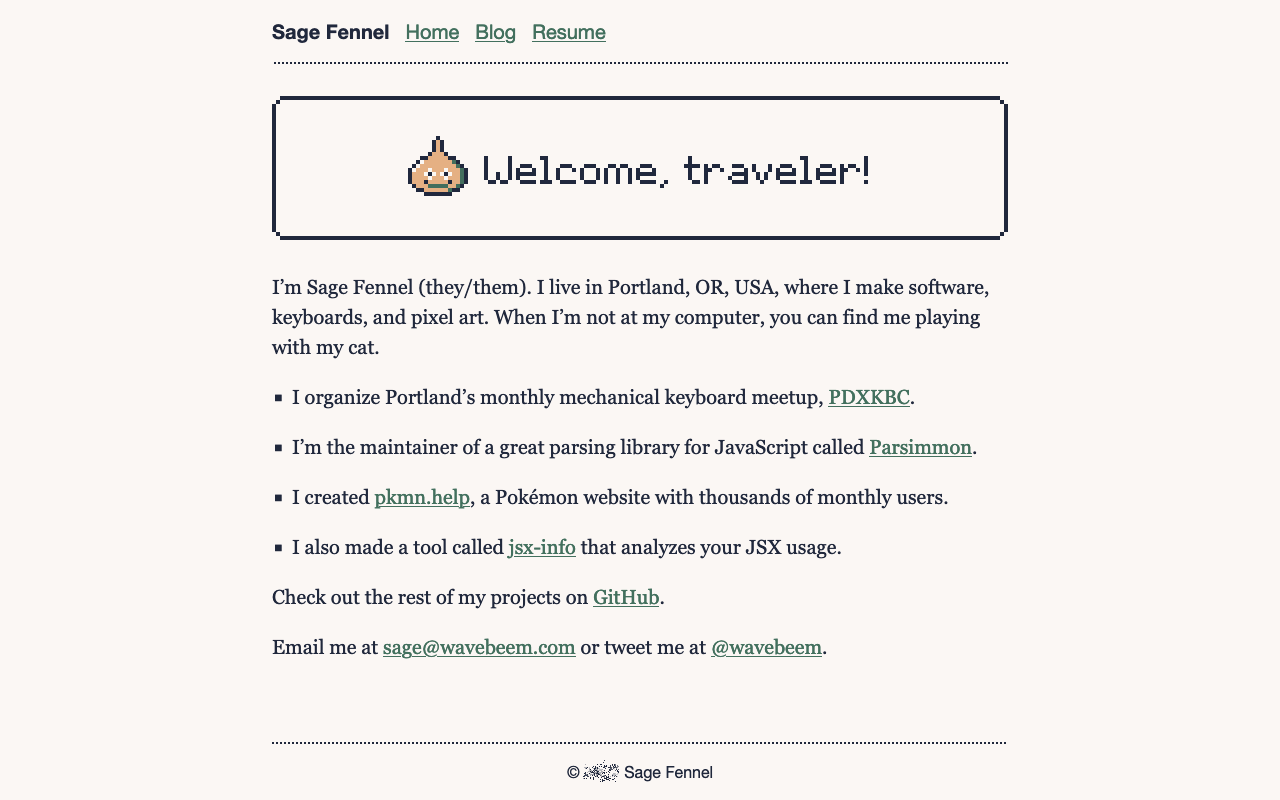 Sage Fennel Home Blog Resume
Welcome, traveler!
I’m Sage Fennel (they/them). I live in Portland, OR, USA, where I make software,
keyboards, and pixel art. When I’m not at my computer, you can find me playing
with my cat.
▪ I organize Portland’s monthly mechanical keyboard meetup, PDXKBC.
▪ I’m the maintainer of a great parsing library for JavaScript called Parsimmon.
▪ I created pkmn.help, a Pokémon website with thousands of monthly users.
▪ I also made a tool called jsx-info that analyzes your JSX usage.
Check out the rest of my projects on GitHub.
Email me at sage@wavebeem.com or tweet me at @wavebeem.
© Sage Fennel